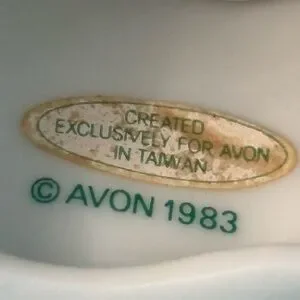 CREATED
EXCLUSIVELY FOR AVON
IN TAIWAN
© AVON 1983